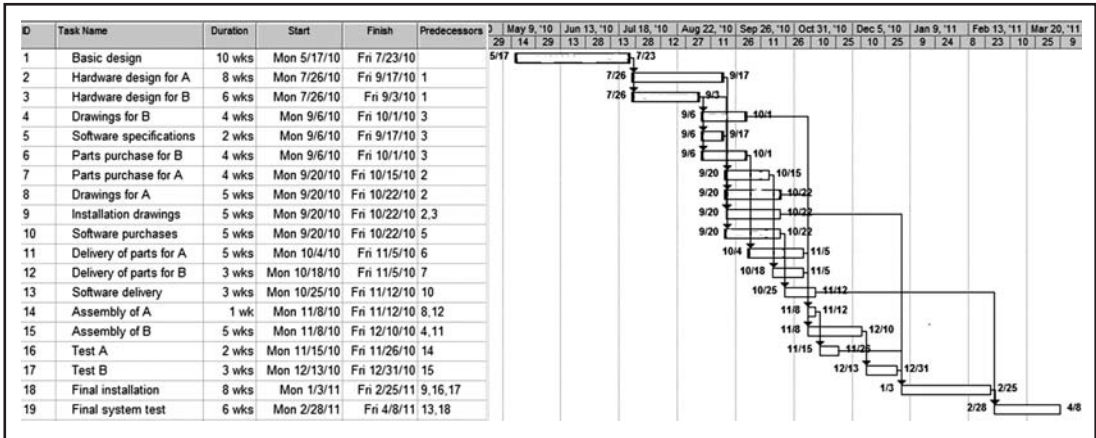 ID Task Name Duration Start Finish Predecessors May 9, '10 Jun 13, '10 Jul 18, '10 Aug 22, '10 Sep 26, '10 Oct 31, '10 Dec 5, '10 Jan 9, '11 Feb 13, '11 Mar 20, '11
29 14 29 13 28 13 28 12 27 11 26 11 26 10 25 10 25 9 24 8 23 10 25 9
1 Basic design 10 wks Mon 5/17/10 Fri 7/23/10 5/17 7/23
2 Hardware design for A 8 wks Mon 7/26/10 Fri 9/17/10 1 7/26 9/17
3 Hardware design for B 6 wks Mon 7/26/10 Fri 9/3/10 1 7/26 9/3
4 Drawings for B 4 wks Mon 9/6/10 Fri 10/1/10 3 9/6 10/1
5 Software specifications 2 wks Mon 9/6/10 Fri 9/17/10 3 9/6 9/17
6 Parts purchase for B 4 wks Mon 9/6/10 Fri 10/1/10 3 9/6 10/1
7 Parts purchase for A 4 wks Mon 9/20/10 Fri 10/15/10 2 9/20 10/15
8 Drawings for A 5 wks Mon 9/20/10 Fri 10/22/10 2 9/20 10/22
9 Installation drawings 5 wks Mon 9/20/10 Fri 10/22/10 2,3 9/20 10/22
10 Software purchases 5 wks Mon 9/20/10 Fri 10/22/10 5 9/20 10/22
11 Delivery of parts for A 5 wks Mon 10/4/10 Fri 11/5/10 6 10/4 11/5
12 Delivery of parts for B 3 wks Mon 10/18/10 Fri 11/5/10 7 10/18 11/5
13 Software delivery 3 wks Mon 10/25/10 Fri 11/12/10 10 10/25 11/12
14 Assembly of A 1 wk Mon 11/8/10 Fri 11/12/10 8,12 11/8 11/12
15 Assembly of B 5 wks Mon 11/8/10 Fri 12/10/10 4,11 11/8 12/10
16 Test A 2 wks Mon 11/15/10 Fri 11/26/10 14 11/15 11/26
17 Test B 3 wks Mon 12/13/10 Fri 12/31/10 15 12/13 12/31
18 Final installation 8 wks Mon 1/3/11 Fri 2/25/11 9,16,17 1/3 2/25
19 Final system test 6 wks Mon 2/28/11 Fri 4/8/11 13,18 2/28 4/8